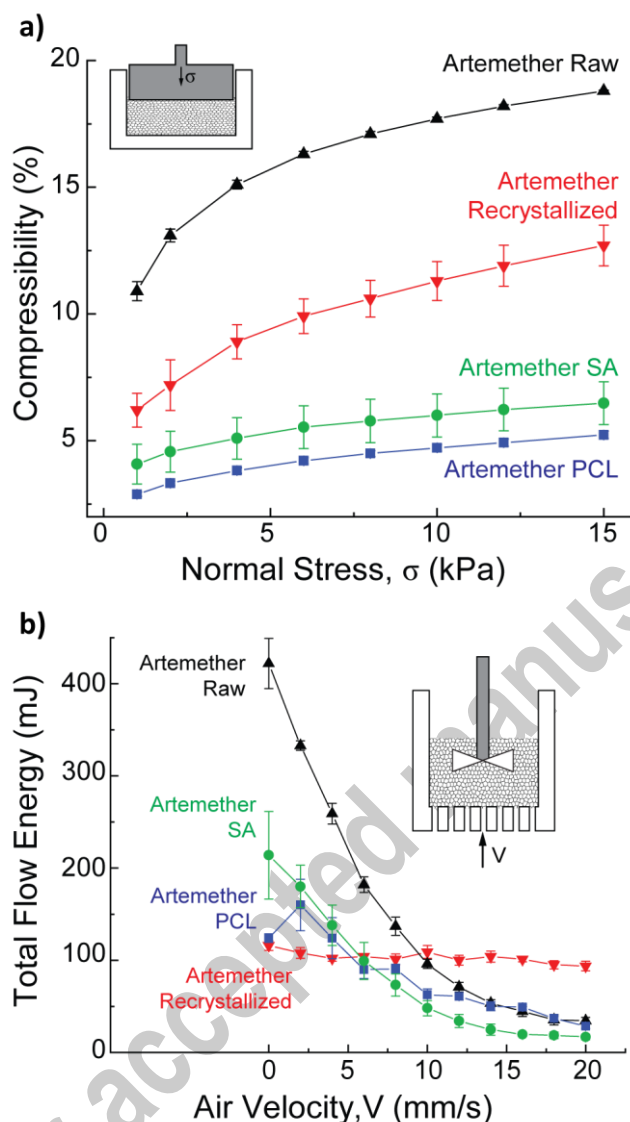 a)
σ
20
15
10
5
Compressibility (%)
Artemether Raw
Artemether
Recrystallized
Artemether SA
Artemether PCL
0 5 10 15
Normal Stress, σ (kPa)
b)
400
300
200
100
0
Total Flow Energy (mJ)
Artemether
Raw
Artemether
SA
Artemether
PCL
Artemether
Recrystallized
V
0 5 10 15 20
Air Velocity,V (mm/s)
accepted